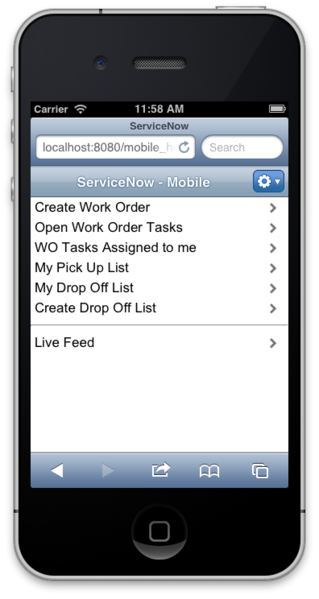 Carrier 11:58 AM
ServiceNow
localhost:8080/mobile_h Search
ServiceNow - Mobile
Create Work Order
Open Work Order Tasks
WO Tasks Assigned to me
My Pick Up List
My Drop Off List
Create Drop Off List
Live Feed